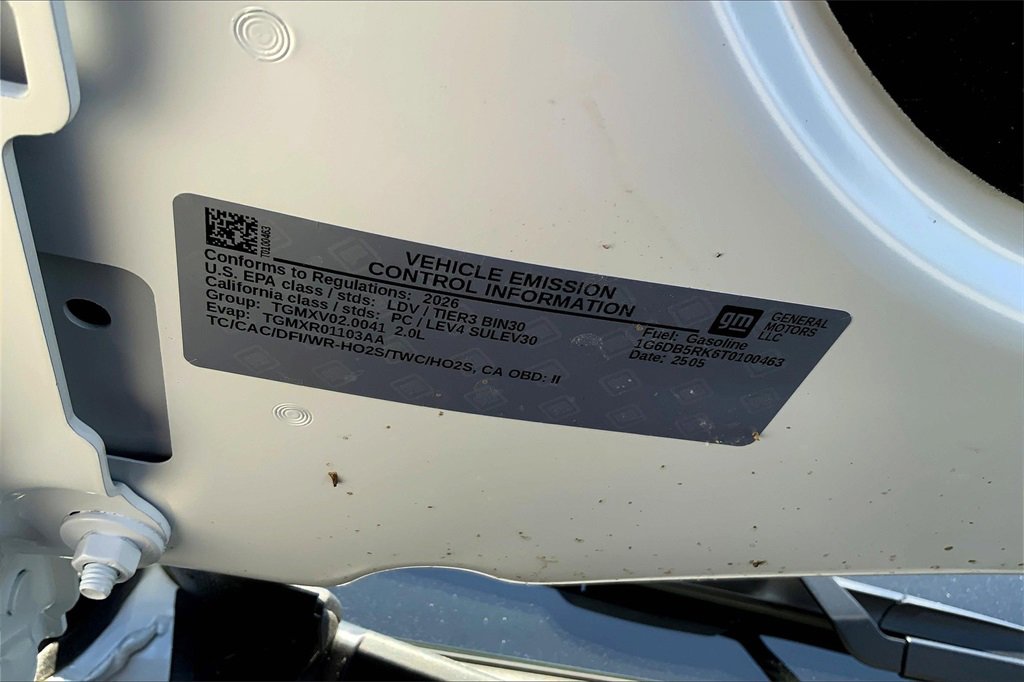 T0100463
VEHICLE EMISSION
CONTROL INFORMATION
Conforms to Regulations: 2026
U.S. EPA class / stds: LDV / TIER3 BIN30
California class / stds: PC / LEV4 SULEV30
Group: TGMXV02.0041 2.0L
Evap: TGMXR01103AA
TC/CAC/DFI/WR-HO2S/TWC/HO2S, CA OBD: II
Fuel: Gasoline
1G6DB5RK6T0100463
Date: 2505
gm
GENERAL
MOTORS
LLC